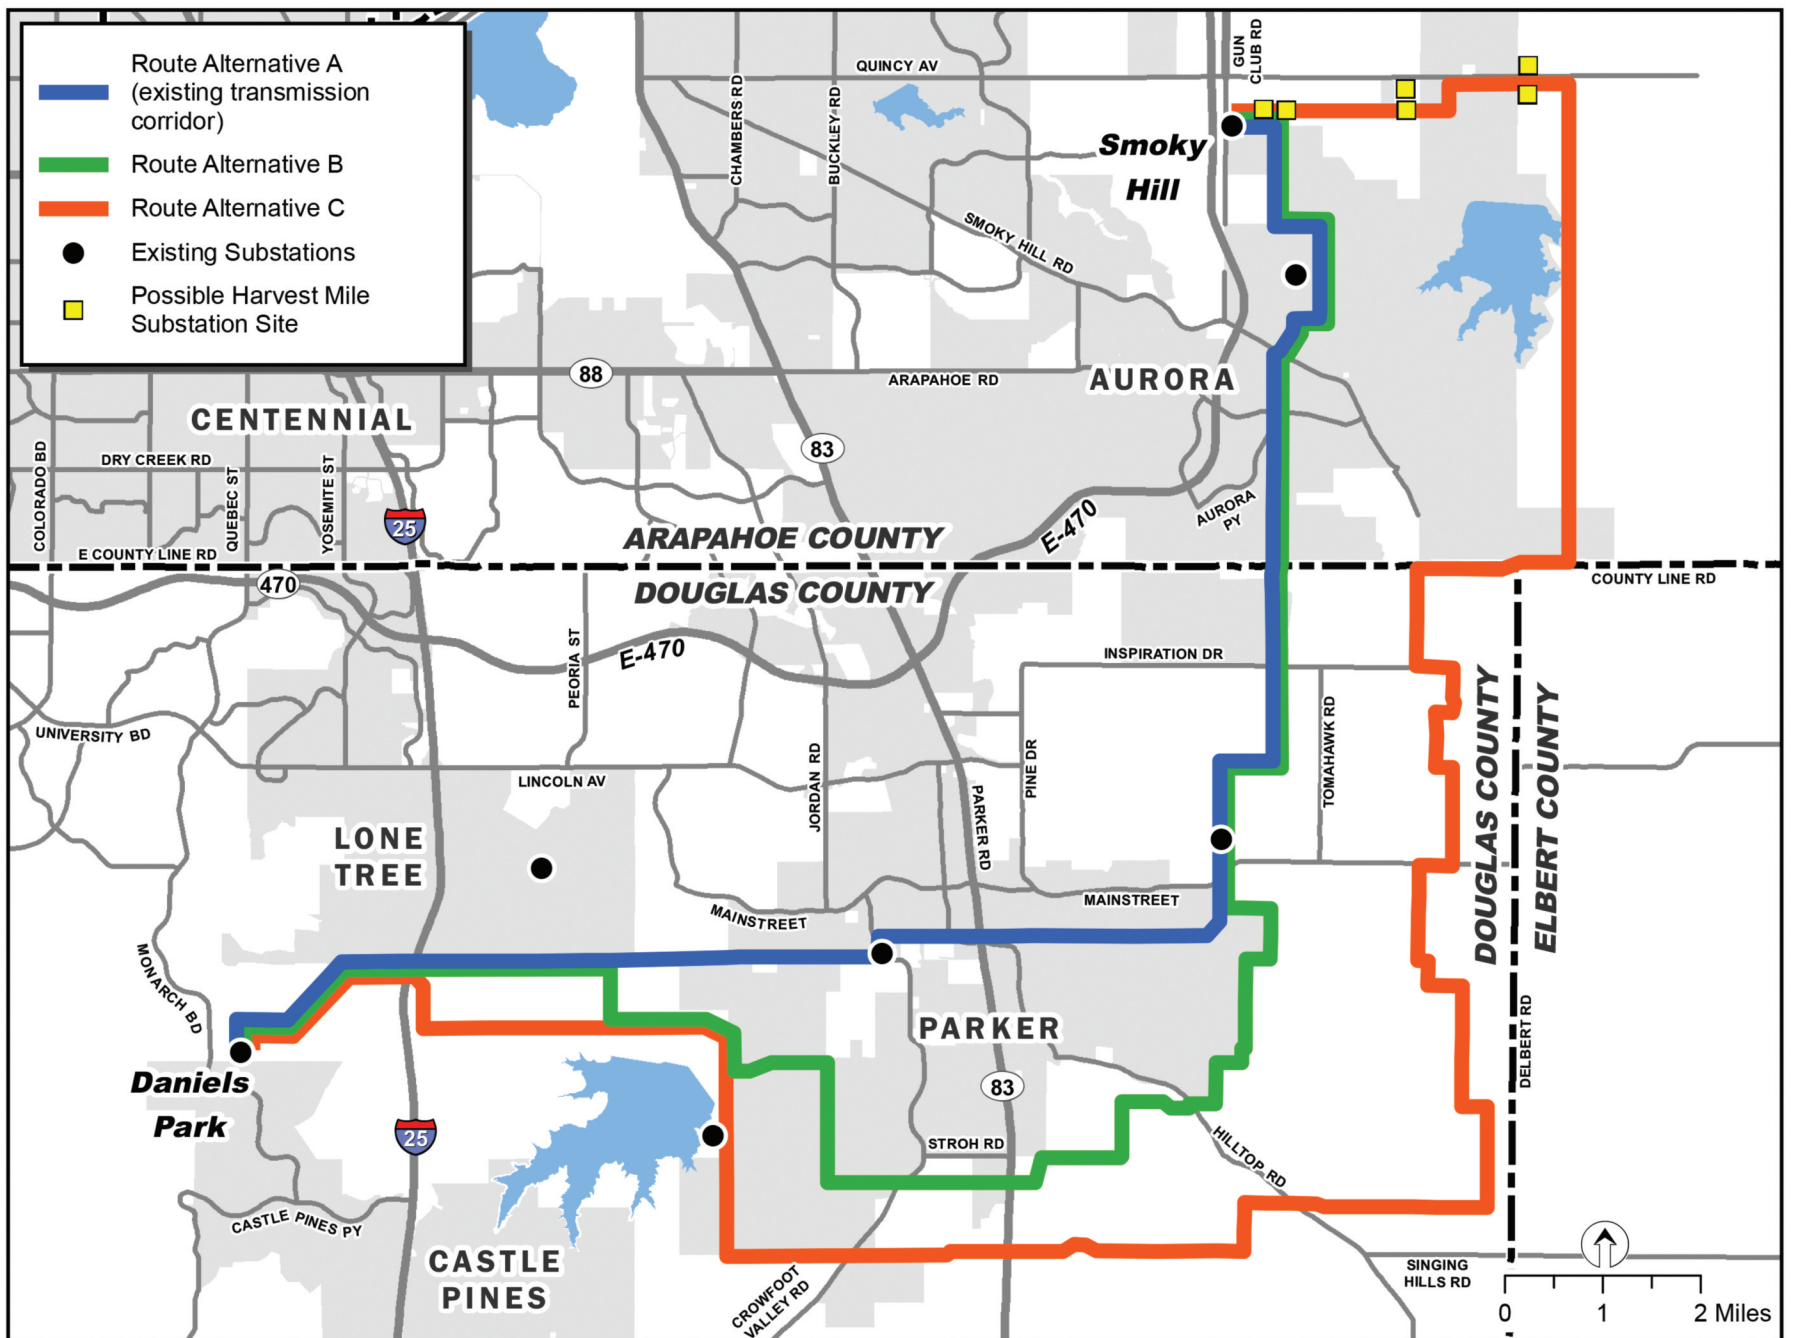 Route Alternative A
(existing transmission
corridor)
Route Alternative B
Route Alternative C
Existing Substations
Possible Harvest Mile
Substation Site
QUINCY AV
GUN
CLUB RD
CHAMBERS RD
BUCKLEY RD
Smoky
Hill
SMOKY HILL RD
88
ARAPAHOE RD
AURORA
CENTENNIAL
83
COLORADO BD
DRY CREEK RD
QUEBEC ST
YOSEMITE ST
25
AURORA
PY
E-470
ARAPAHOE COUNTY
E COUNTY LINE RD
470
DOUGLAS COUNTY
COUNTY LINE RD
PEORIA ST
E-470
INSPIRATION DR
UNIVERSITY BD
LINCOLN AV
JORDAN RD
PARKER RD
PINE DR
TOMAHAWK RD
DOUGLAS COUNTY
ELBERT COUNTY
LONE
TREE
MAINSTREET
MAINSTREET
MONARCH BD
PARKER
DELBERT RD
Daniels
Park
83
25
STROH RD
HILLTOP RD
CASTLE PINES PY
CASTLE
PINES
CROWFOOT
VALLEY RD
SINGING
HILLS RD
0 1 2 Miles